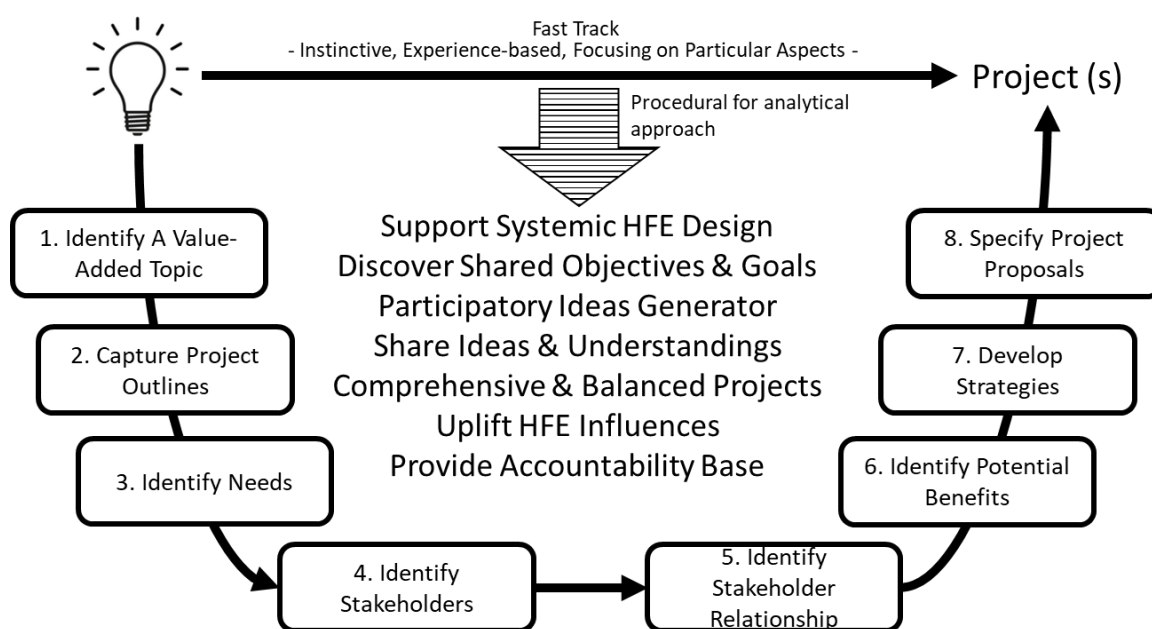 Fast Track
- Instinctive, Experience-based, Focusing on Particular Aspects -
Project (s)
Procedural for analytical
approach
Support Systemic HFE Design
Discover Shared Objectives & Goals
Participatory Ideas Generator
Share Ideas & Understandings
Comprehensive & Balanced Projects
Uplift HFE Influences
Provide Accountability Base
1. Identify A Value-
Added Topic
2. Capture Project
Outlines
3. Identify Needs
4. Identify
Stakeholders
5. Identify
Stakeholder
Relationship
6. Identify Potential
Benefits
7. Develop
Strategies
8. Specify Project
Proposals